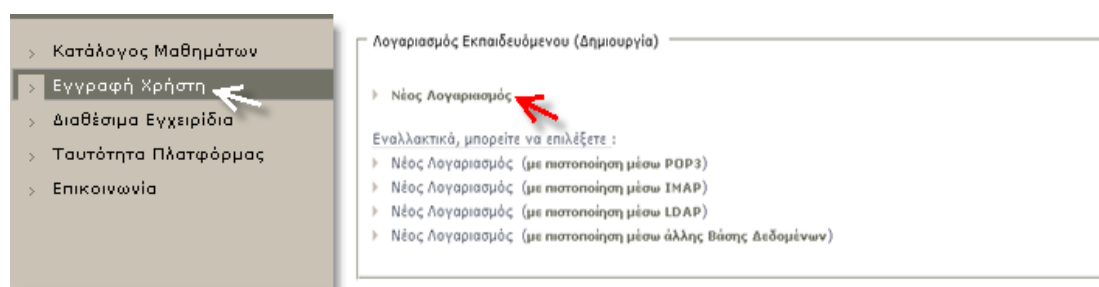 Κατάλογος Μαθημάτων
Εγγραφή Χρήστη
Διαθέσιμα Εγχειρίδια
Ταυτότητα Πλατφόρμας
Επικοινωνία
Λογαριασμός Εκπαιδευόμενου (Δημιουργία)
Νέος Λογαριασμός
Εναλλακτικά, μπορείτε να επιλέξετε :
Νέος Λογαριασμός (με πιστοποίηση μέσω POP3)
Νέος Λογαριασμός (με πιστοποίηση μέσω IMAP)
Νέος Λογαριασμός (με πιστοποίηση μέσω LDAP)
Νέος Λογαριασμός (με πιστοποίηση μέσω άλλης Βάσης Δεδομένων)